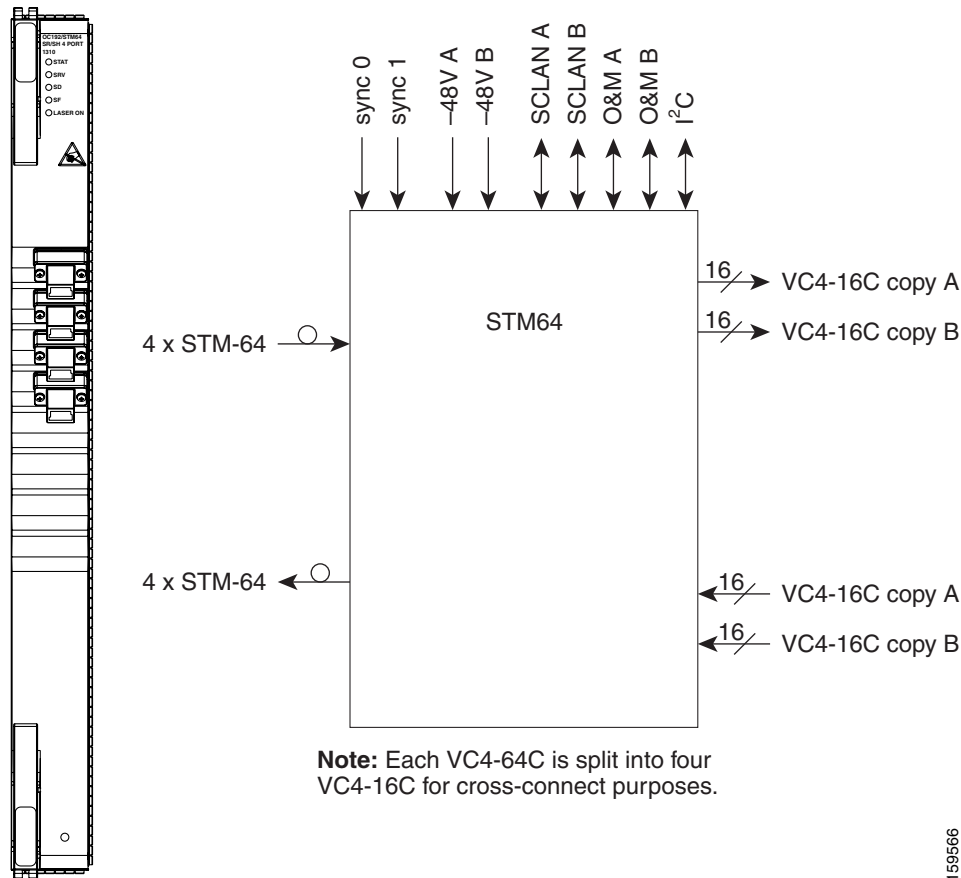 OC192/STM64
SR/SH 4 PORT
1310
STAT
SRV
SD
SF
LASER ON
sync 0
sync 1
–48V A
–48V B
SCLAN A
SCLAN B
O&M A
O&M B
I²C
16
VC4-16C copy A
16
VC4-16C copy B
STM64
4 x STM-64
4 x STM-64
16
VC4-16C copy A
16
VC4-16C copy B
Note: Each VC4-64C is split into four
VC4-16C for cross-connect purposes.
159566